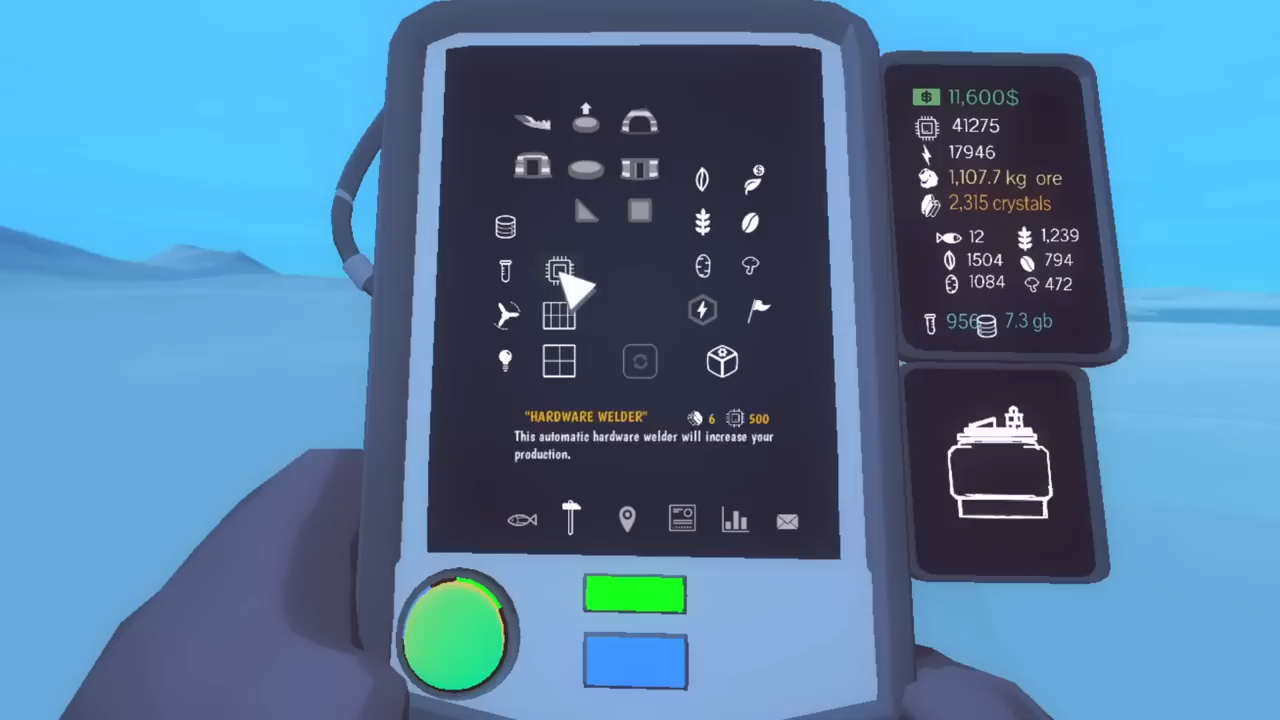 11,600$
41275
17946
1,107.7 kg ore
2,315 crystals
12 1,239
1504 794
1084 472
956 7.3 gb
"HARDWARE WELDER" 6 500
This automatic hardware welder will increase your
production.